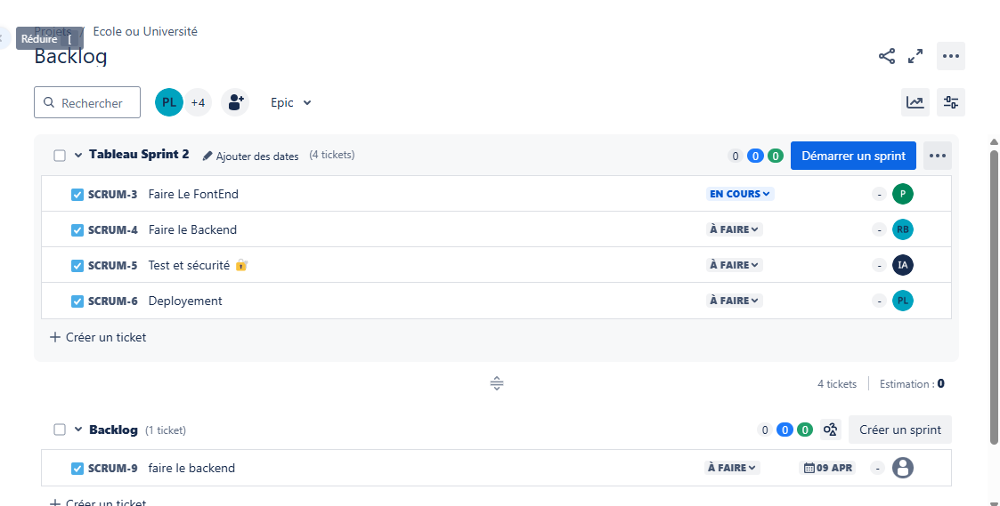 Projets / Ecole ou Université
Réduire [
Backlog
Rechercher PL +4 Epic
Tableau Sprint 2 Ajouter des dates (4 tickets) 0 0 0 Démarrer un sprint
SCRUM-3 Faire Le FontEnd EN COURS - P
SCRUM-4 Faire le Backend À FAIRE - RB
SCRUM-5 Test et sécurité 🔐 À FAIRE - IA
SCRUM-6 Deployement À FAIRE - PL
+ Créer un ticket
4 tickets Estimation : 0
Backlog (1 ticket) 0 0 0 Créer un sprint
SCRUM-9 faire le backend À FAIRE 09 APR -
+ Créer un ticket